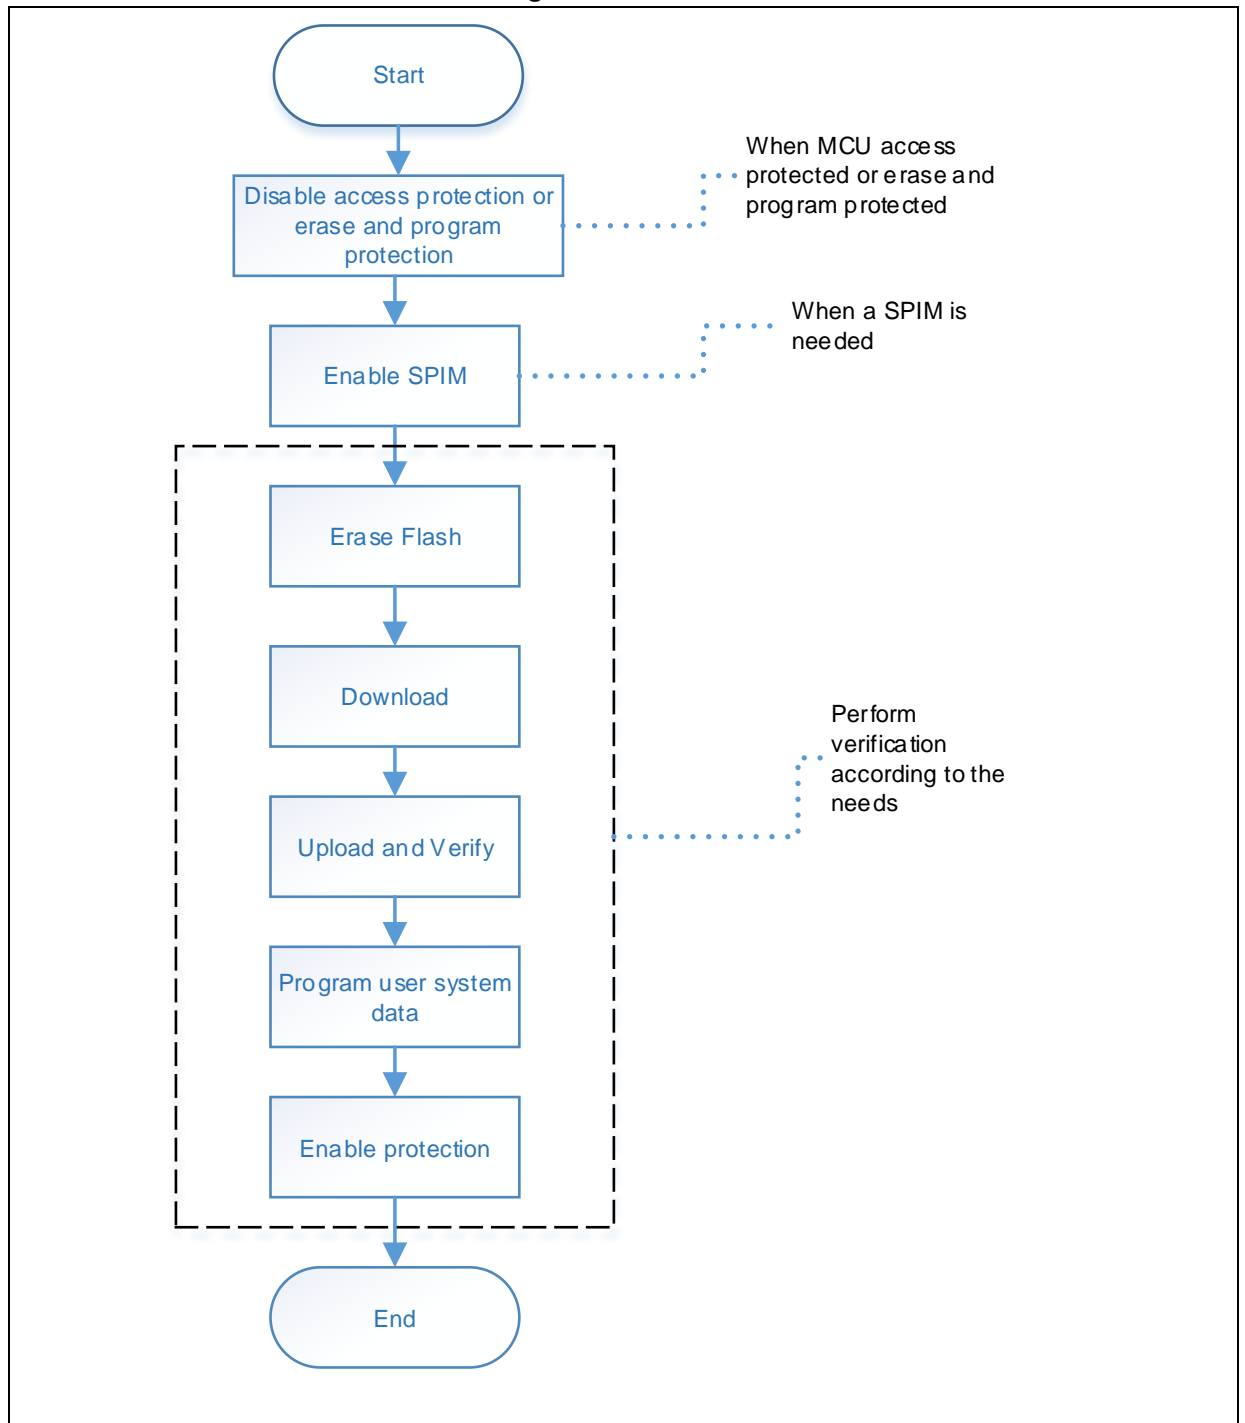 Start
When MCU access
protected or erase and
program protected
Disable access protection or
erase and program
protection
When a SPIM is
needed
Enable SPIM
Erase Flash
Download
Perform
verification
according to the
needs
Upload and Verify
Program user system
data
Enable protection
End